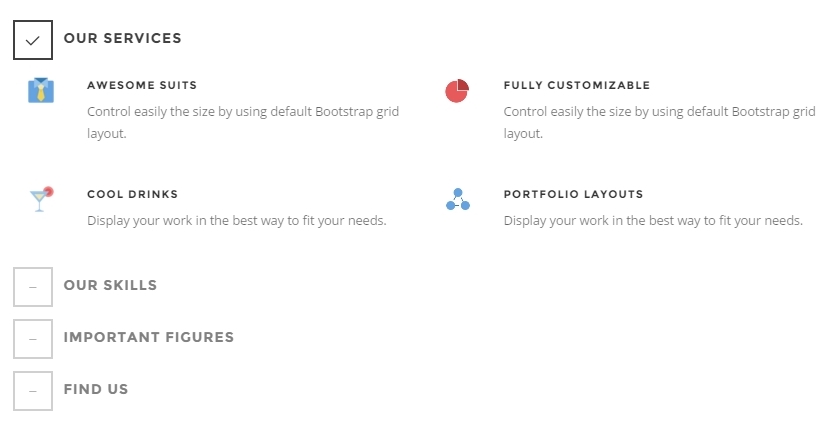 OUR SERVICES
AWESOME SUITS
Control easily the size by using default Bootstrap grid
layout.
FULLY CUSTOMIZABLE
Control easily the size by using default Bootstrap grid
layout.
COOL DRINKS
Display your work in the best way to fit your needs.
PORTFOLIO LAYOUTS
Display your work in the best way to fit your needs.
OUR SKILLS
IMPORTANT FIGURES
FIND US